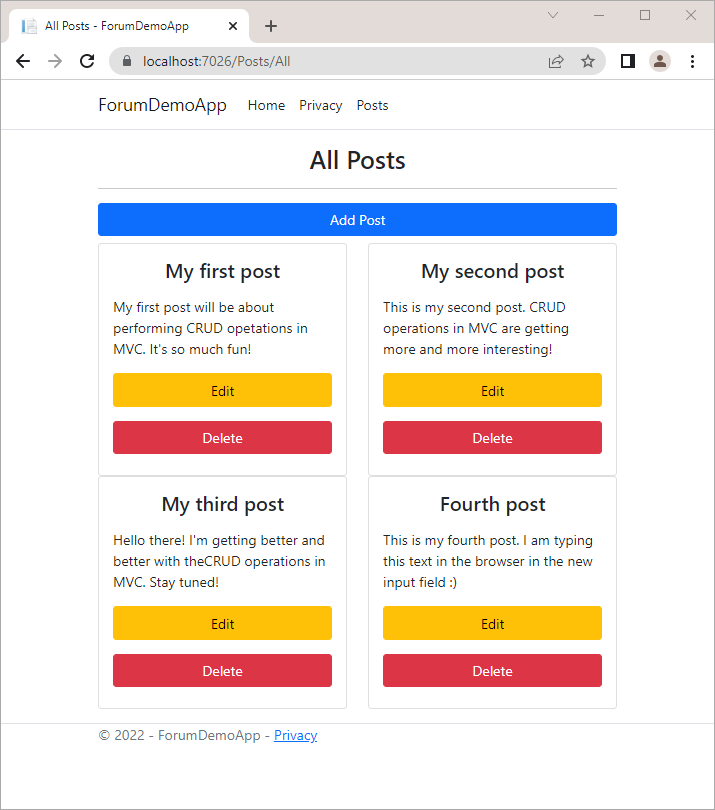 All Posts - ForumDemoApp
localhost:7026/Posts/All
ForumDemoApp Home Privacy Posts
All Posts
Add Post
My first post
My first post will be about
performing CRUD opetations in
MVC. It's so much fun!
Edit
Delete
My second post
This is my second post. CRUD
operations in MVC are getting
more and more interesting!
Edit
Delete
My third post
Hello there! I'm getting better and
better with theCRUD operations in
MVC. Stay tuned!
Edit
Delete
Fourth post
This is my fourth post. I am typing
this text in the browser in the new
input field :)
Edit
Delete
© 2022 - ForumDemoApp - Privacy